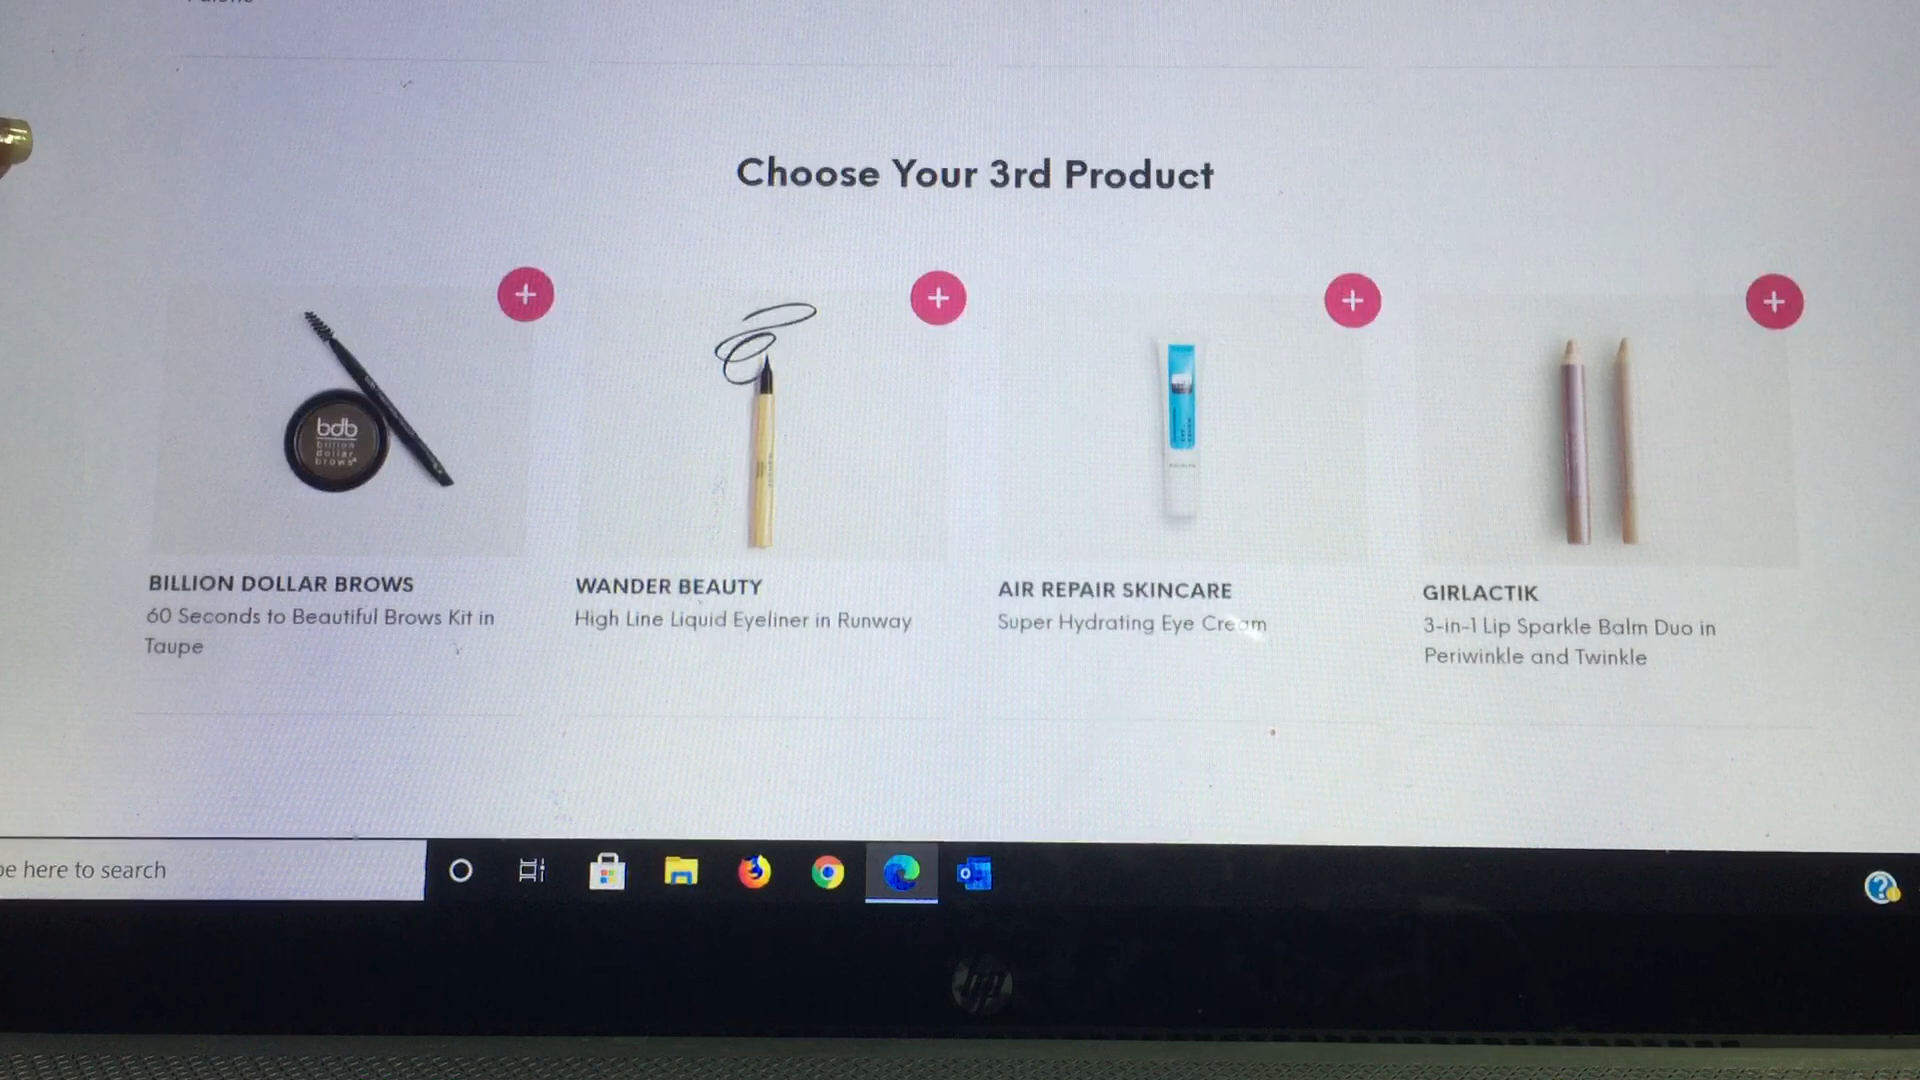 Choose Your 3rd Product
bdb
billion
dollar
brows
BILLION DOLLAR BROWS
60 Seconds to Beautiful Brows Kit in
Taupe
WANDER BEAUTY
High Line Liquid Eyeliner in Runway
AIR REPAIR SKINCARE
Super Hydrating Eye Cream
GIRLACTIK
3-in-1 Lip Sparkle Balm Duo in
Periwinkle and Twinkle
pe here to search
hp